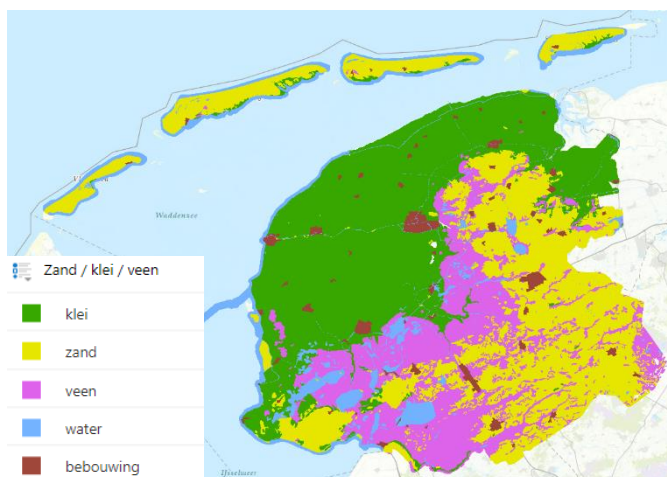 Waddenzee
Zand / klei / veen
klei
zand
veen
water
bebouwing
IJsselmeer